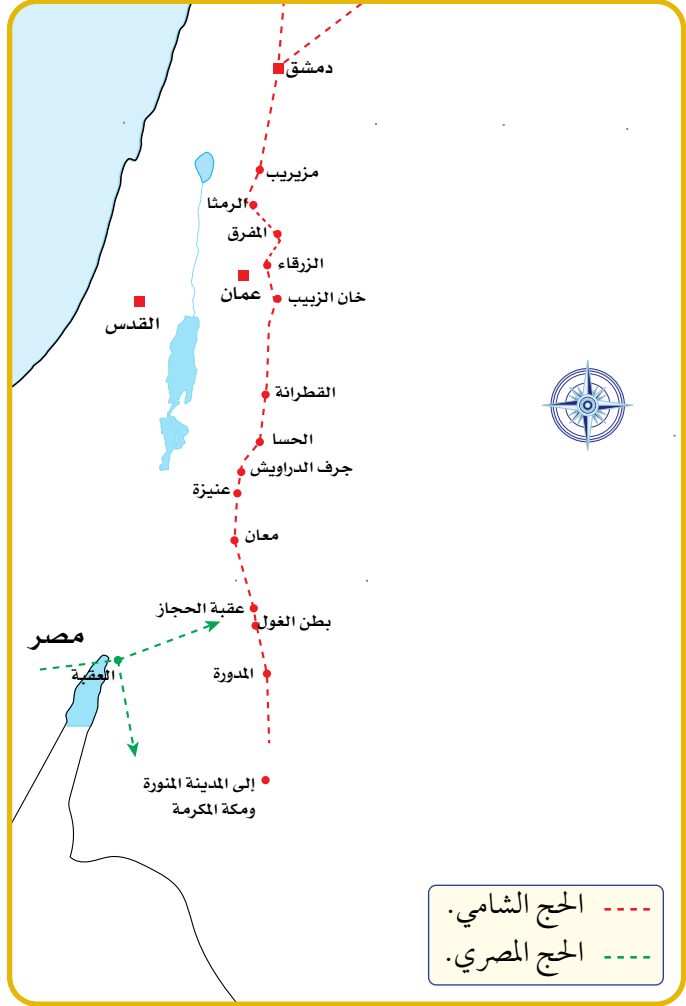 دمشق
مزيريب
الرمثا
المفرق
الزرقاء
عمان
خان الزبيب
القدس
القطرانة
الحسا
جرف الدراويش
عنيزة
معان
عقبة الحجاز
بطن الغول
مصر
العقبة
المدورة
إلى المدينة المنورة
ومكة المكرمة
الحج الشامي.
الحج المصري.